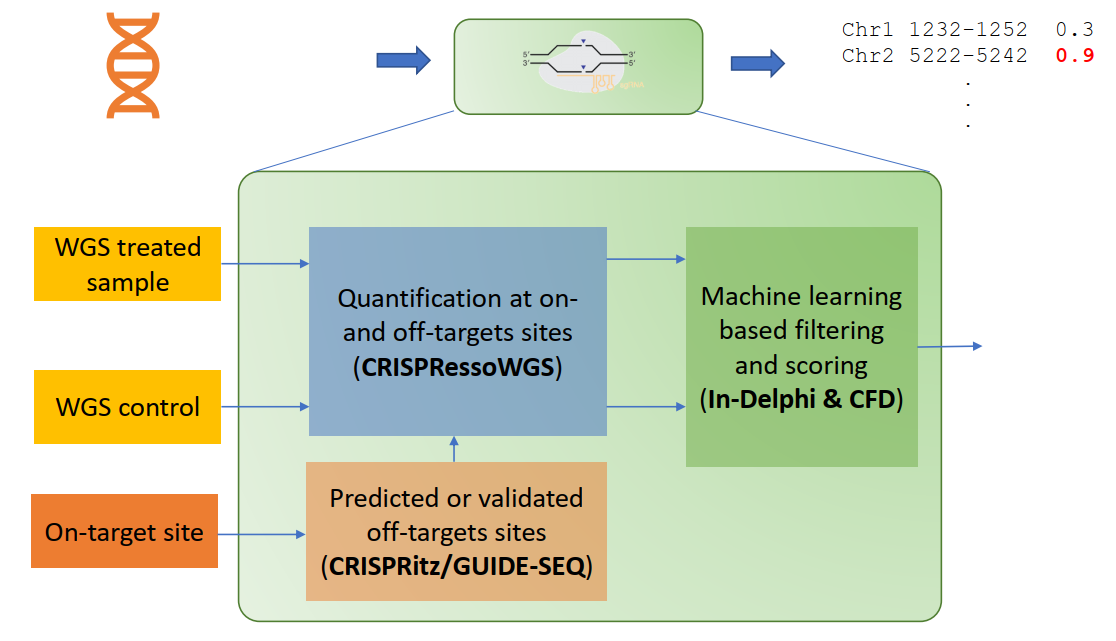 Chr1 1232-1252 0.3
Chr2 5222-5242 0.9
.
.
.
5' 3'
3' 5'
WGS treated
sample
WGS control
On-target site
Quantification at on-
and off-targets sites
(CRISPRessoWGS)
Predicted or validated
off-targets sites
(CRISPRitz/GUIDE-SEQ)
Machine learning
based filtering
and scoring
(In-Delphi & CFD)